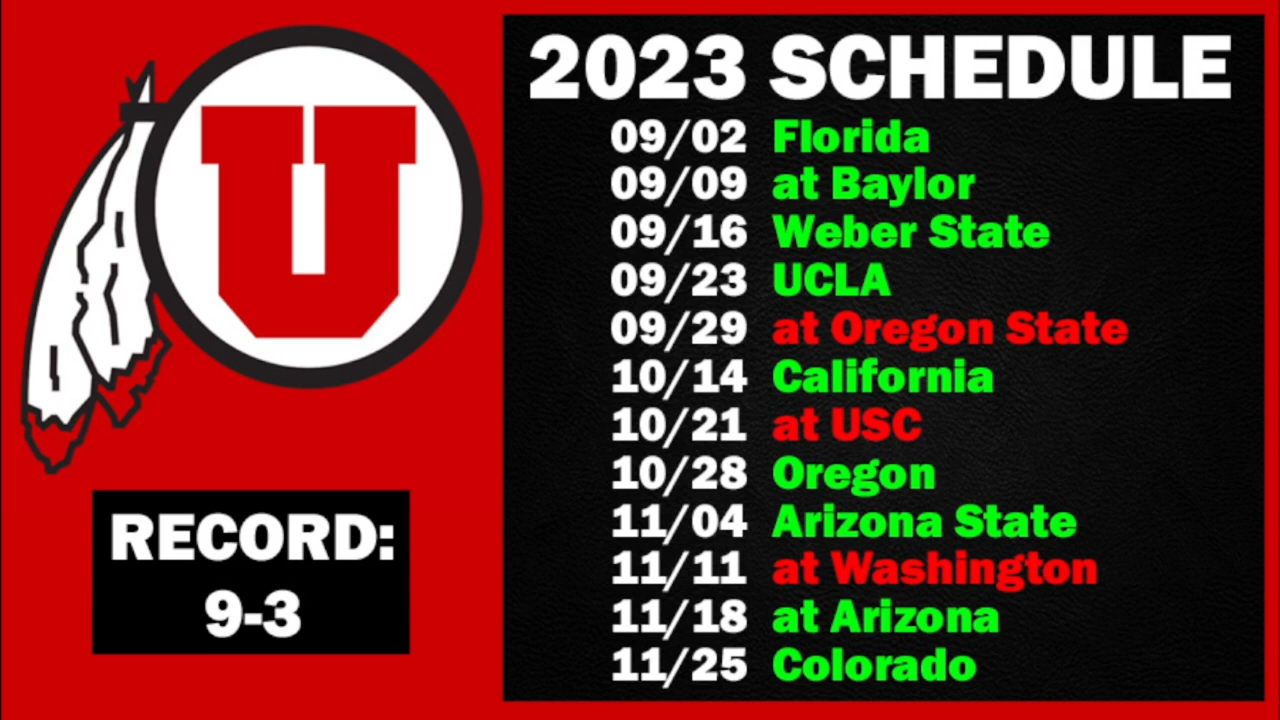 U
RECORD:
9-3
2023 SCHEDULE
09/02 Florida
09/09 at Baylor
09/16 Weber State
09/23 UCLA
09/29 at Oregon State
10/14 California
10/21 at USC
10/28 Oregon
11/04 Arizona State
11/11 at Washington
11/18 at Arizona
11/25 Colorado